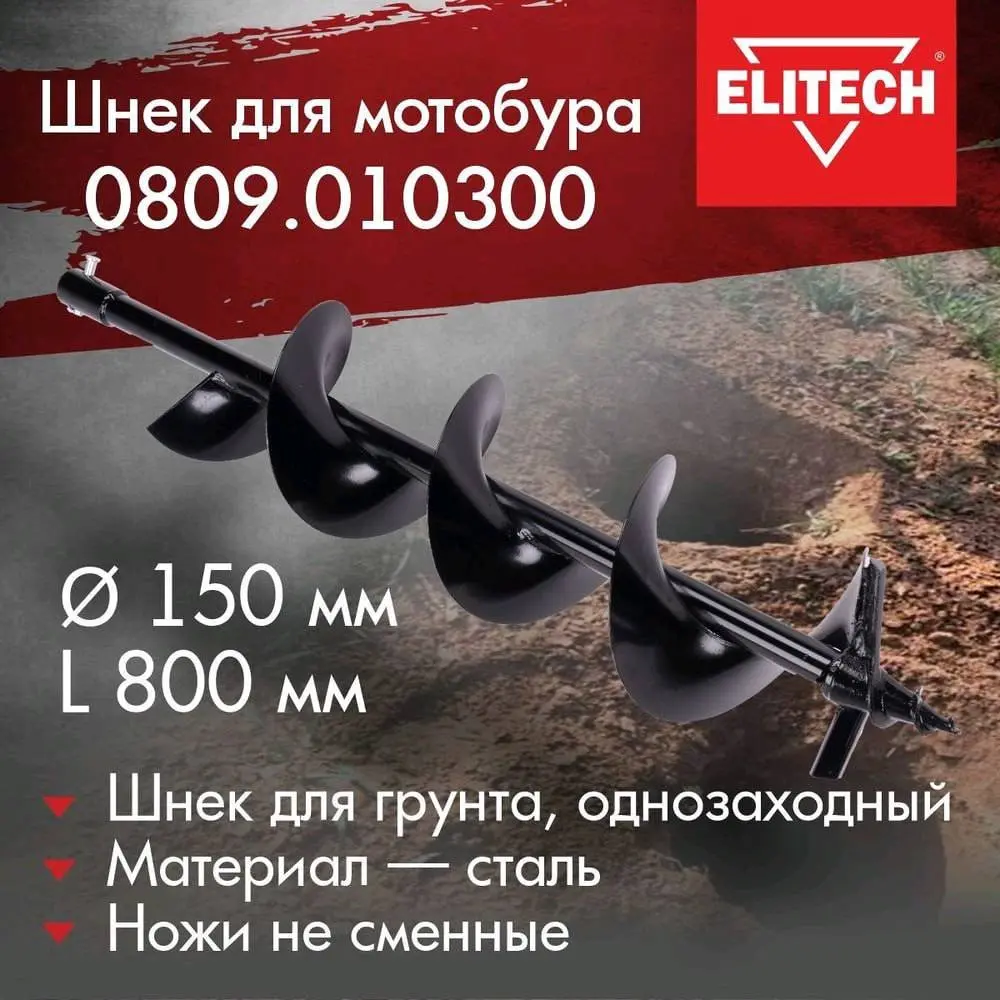 ELITECH®
Шнек для мотобура
0809.010300
Ø 150 мм
L 800 мм
Шнек для грунта, однозаходный
Материал — сталь
Ножи не сменные